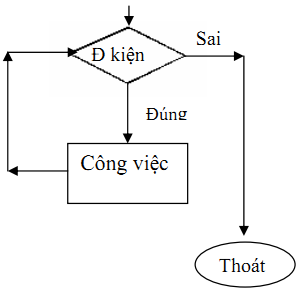 Sai
Đ kiện
Đúng
Công việc
Thoát